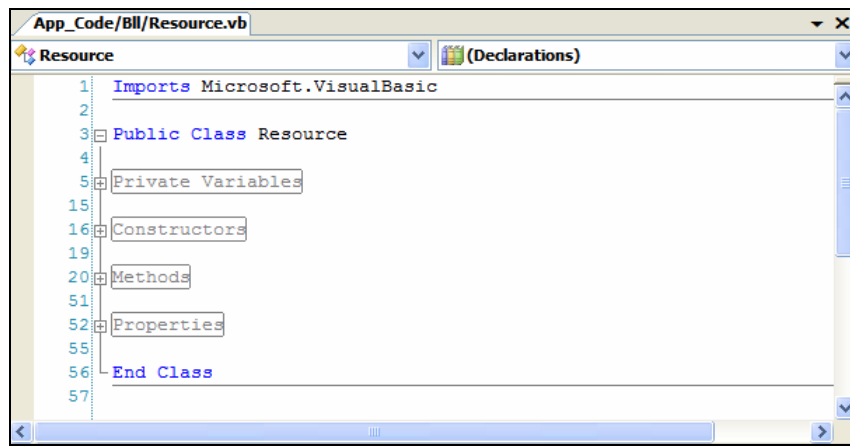 App_Code/Bll/Resource.vb
Resource (Declarations)
1 Imports Microsoft.VisualBasic
2
3 Public Class Resource
4
5 Private Variables
15
16 Constructors
19
20 Methods
51
52 Properties
55
56 End Class
57